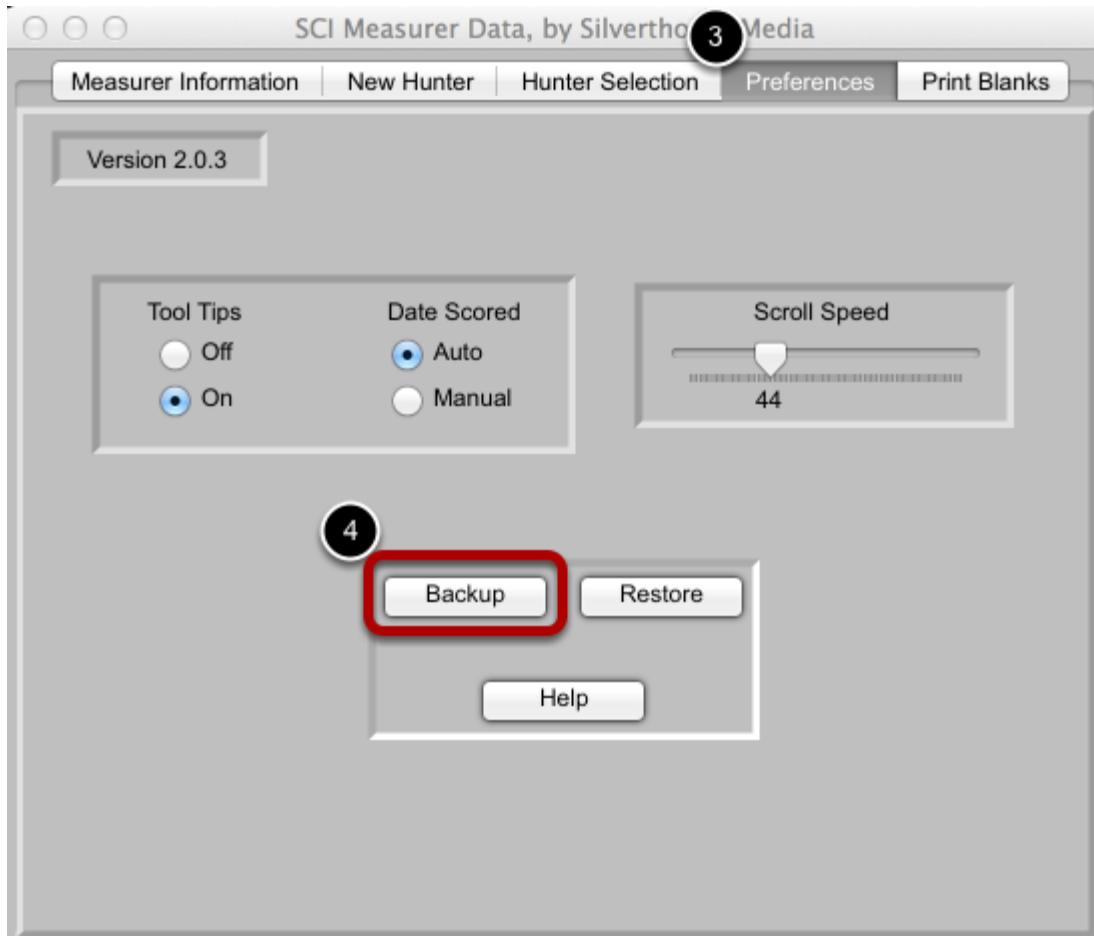 SCI Measurer Data, by Silvertho Media
3
Measurer Information New Hunter Hunter Selection Preferences Print Blanks
Version 2.0.3
Tool Tips Date Scored Scroll Speed
Off Auto
On Manual 44
4
Backup Restore
Help